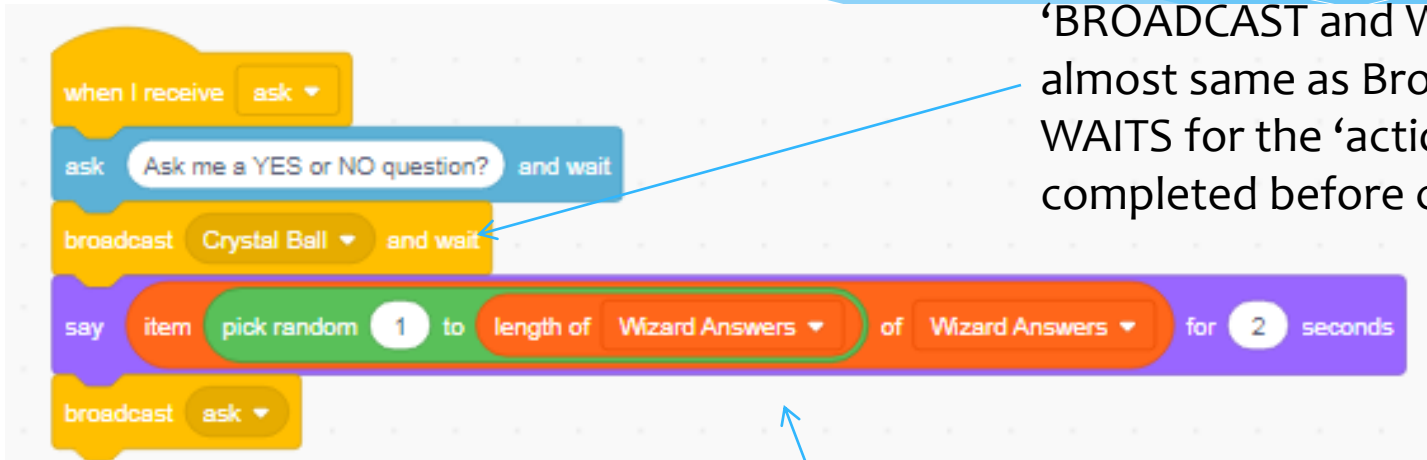 ‘BROADCAST and
almost same as
WAITS for the
completed before
when I receive ask
ask Ask me a YES or NO question? and wait
broadcast Crystal Ball and wait
say item pick random 1 to length of Wizard Answers of Wizard Answers for 2 seconds
broadcast ask